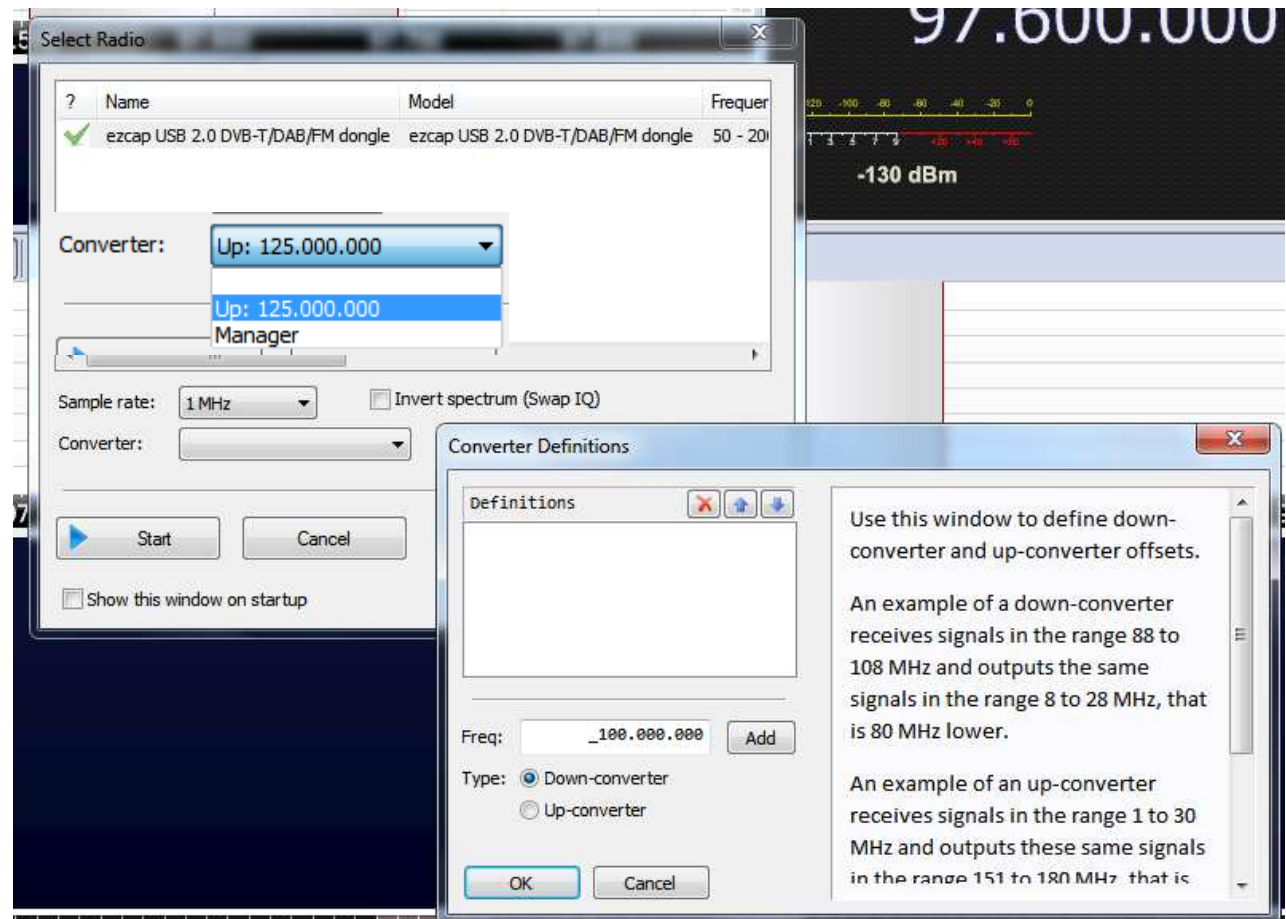 97.600.000
Select Radio
? Name Model Frequen
ezcap USB 2.0 DVB-T/DAB/FM dongle ezcap USB 2.0 DVB-T/DAB/FM dongle 50 - 20
-100 -80 -60 -40 -20 0
-130 dBm
Converter: Up: 125.000.000
Up: 125.000.000
Manager
Sample rate: 1 MHz Invert spectrum (Swap IQ)
Converter:
Start Cancel
Show this window on startup
Converter Definitions
Definitions
Freq: _100.000.000 Add
Type: Down-converter
Up-converter
OK Cancel
Use this window to define down-
converter and up-converter offsets.
An example of a down-converter
receives signals in the range 88 to
108 MHz and outputs the same
signals in the range 8 to 28 MHz, that
is 80 MHz lower.
An example of an up-converter
receives signals in the range 1 to 30
MHz and outputs these same signals
in the range 151 to 180 MHz, that is